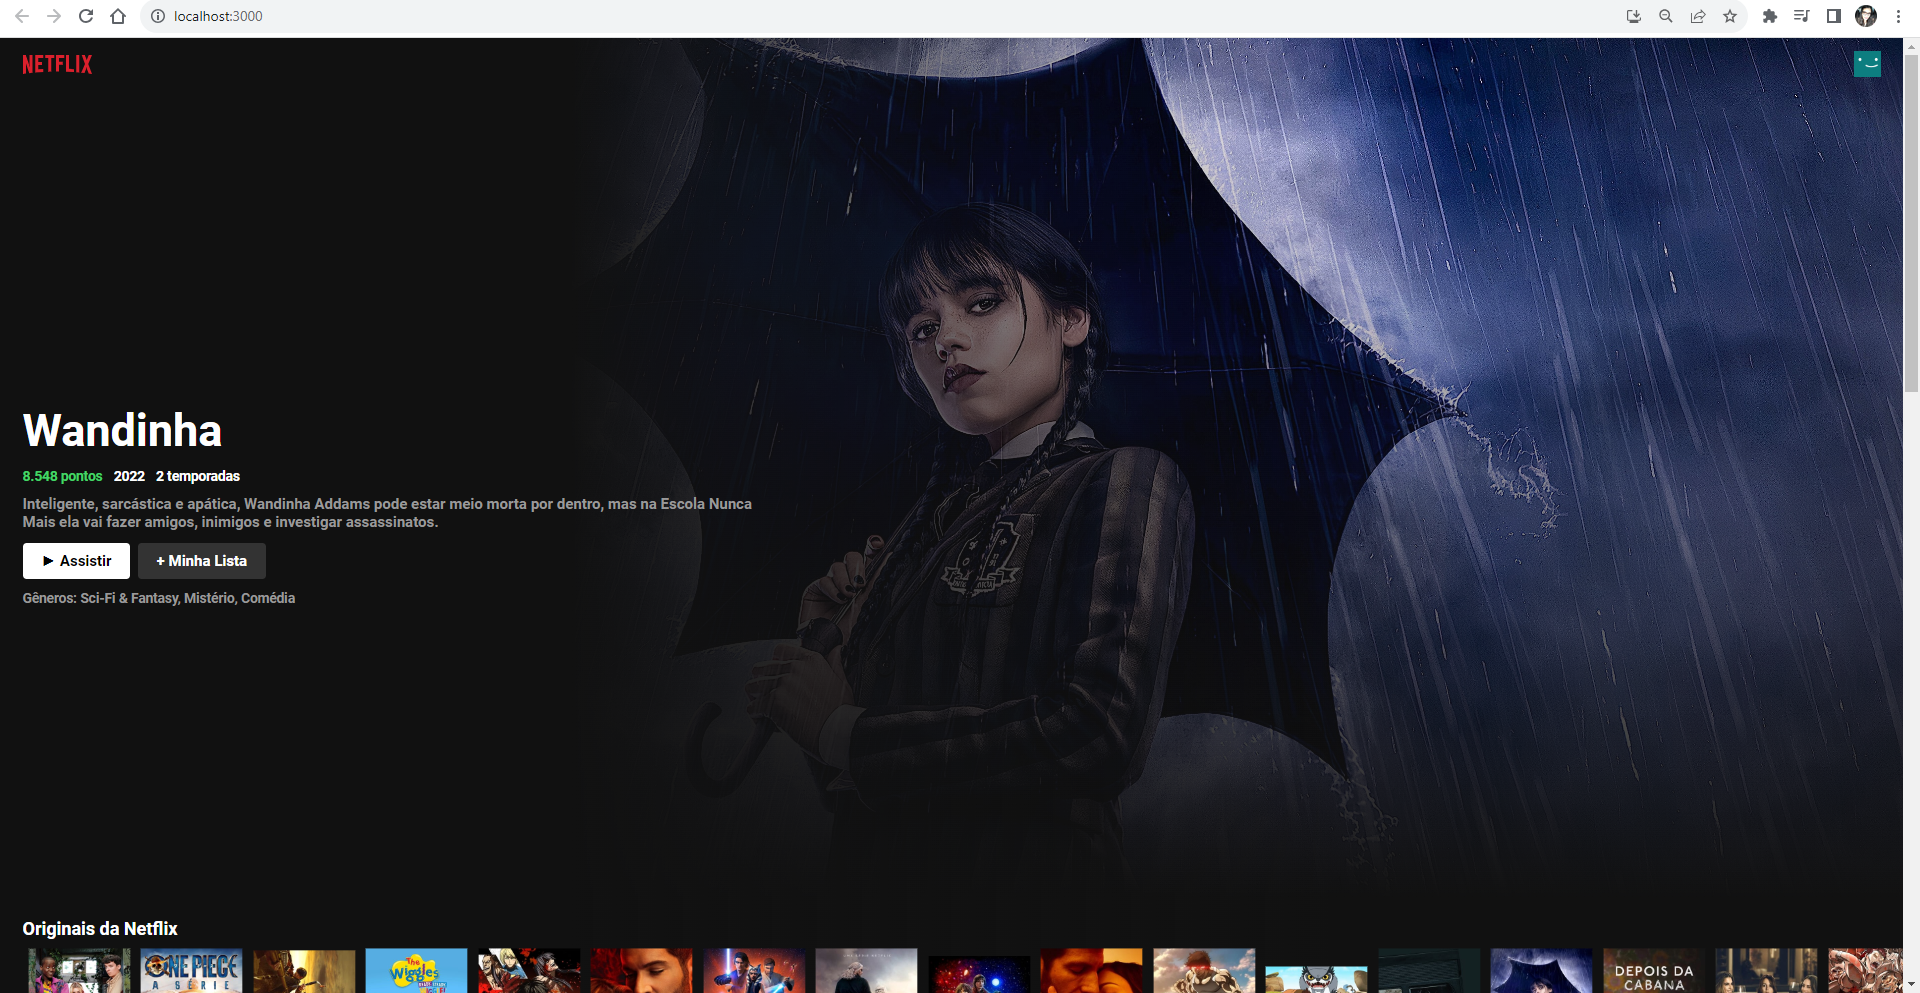 localhost:3000
NETFLIX
Wandinha
8.548 pontos 2022 2 temporadas
Inteligente, sarcástica e apática, Wandinha Addams pode estar meio morta por dentro, mas na Escola Nunca
Mais ela vai fazer amigos, inimigos e investigar assassinatos.
► Assistir + Minha Lista
Gêneros: Sci-Fi & Fantasy, Mistério, Comédia
Originais da Netflix
ONE PIECE
A SÉRIE
The
Wiggles
DEPOIS DA
CABANA